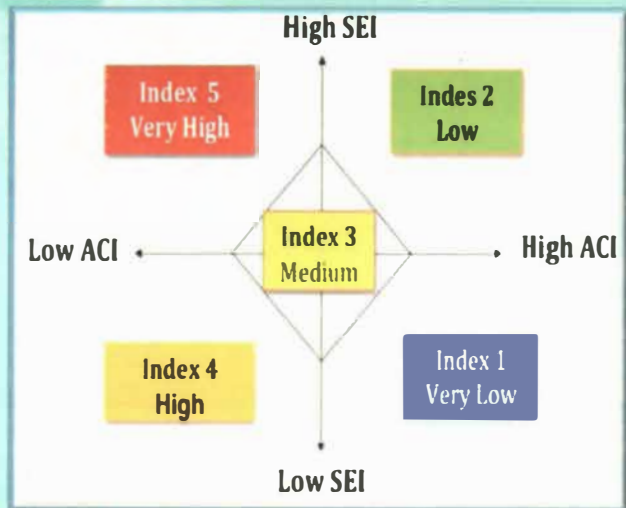 High SEI
Index 5
Very High
Indes 2
Low
Low ACI
Index 3
Medium
High ACI
Index 4
High
Index 1
Very Low
Low SEI